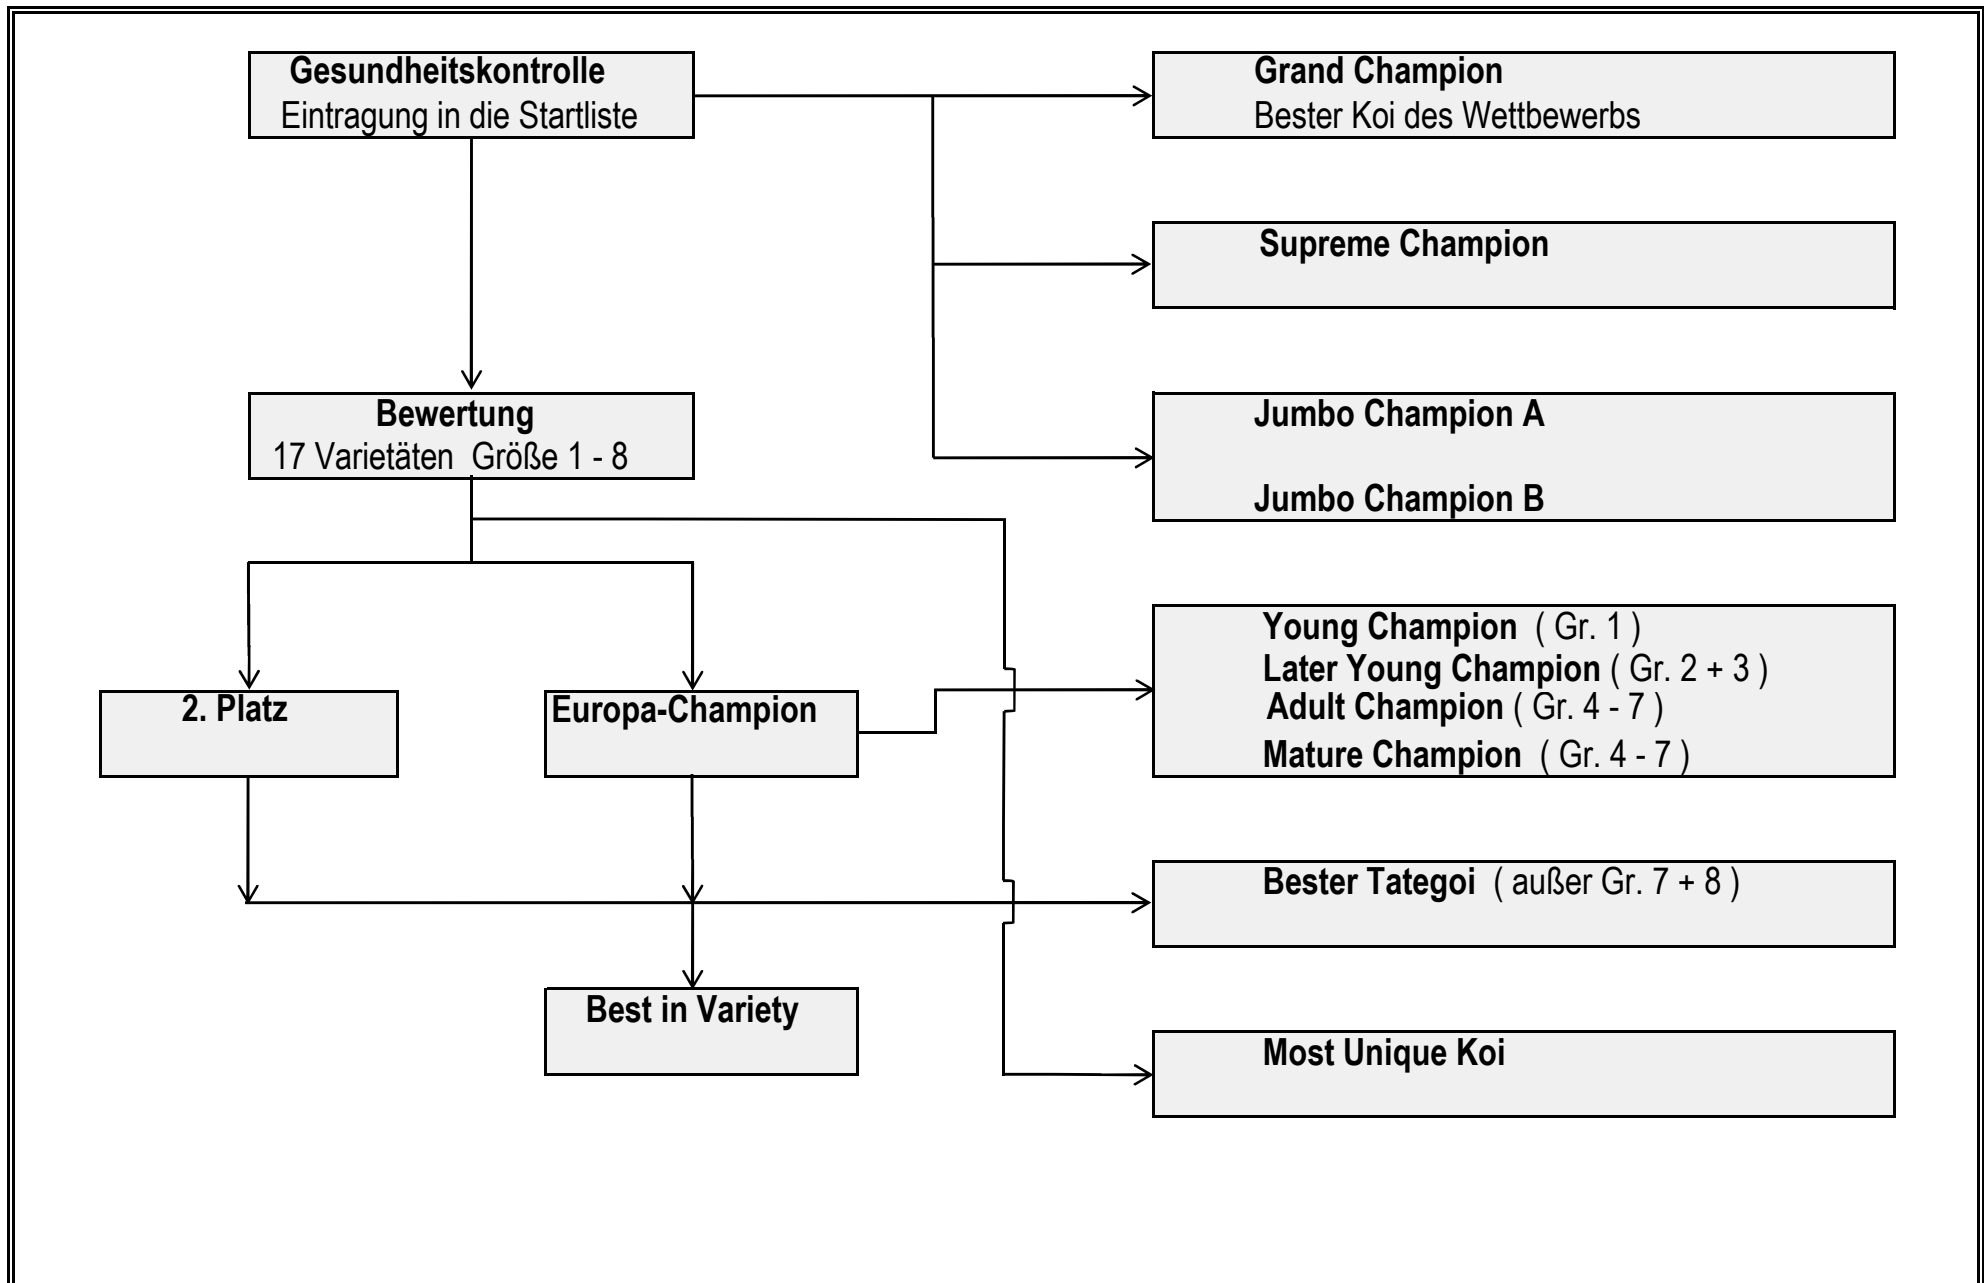 Gesundheitskontrolle
Eintragung in die Startliste
Grand Champion
Bester Koi des Wettbewerbs
Supreme Champion
Bewertung
17 Varietäten Größe 1 - 8
Jumbo Champion A
Jumbo Champion B
Young Champion ( Gr. 1 )
Later Young Champion ( Gr. 2 + 3 )
Adult Champion ( Gr. 4 - 7 )
Mature Champion ( Gr. 4 - 7 )
2. Platz
Europa-Champion
Bester Tategoi ( außer Gr. 7 + 8 )
Best in Variety
Most Unique Koi